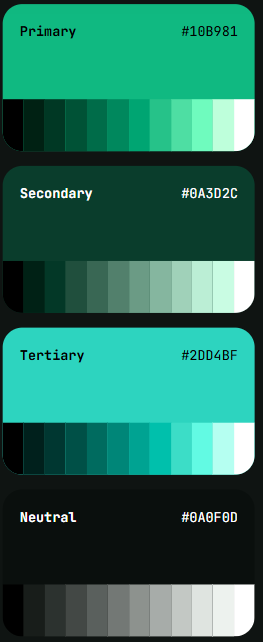 Primary #10B981
Secondary #0A3D2C
Tertiary #2DD4BF
Neutral #0A0F0D